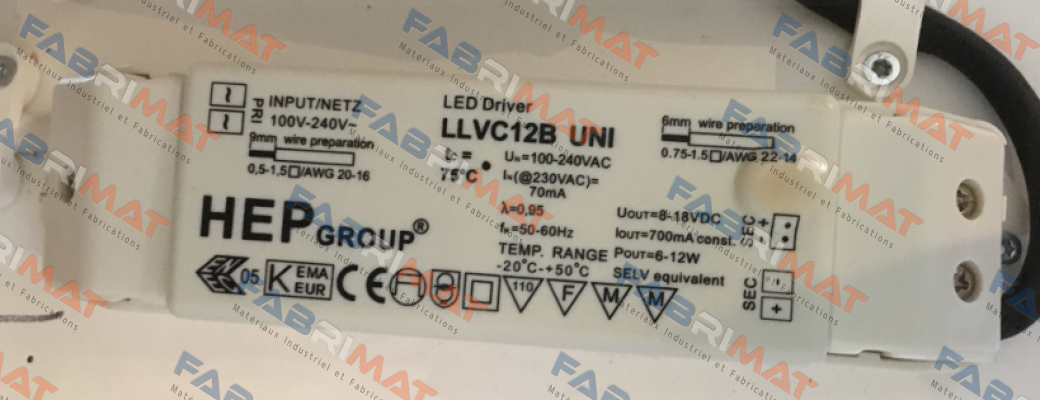 INPUT/NETZ
PRI
100V-240V~
9mm wire preparation
0,5-1.5□/AWG 20-16
HEP GROUP®
05
KEMA
EUR
CE
110
F
M
M
LED Driver
LLVC12B UNI
tc =
75°C
UN=100-240VAC
IN(@230VAC)=
70mA
λ=0,95
fN=50-60Hz
TEMP. RANGE
-20°C-+50°C
6mm wire preparation
0.75-1.5□/AWG 22-14
UOUT=8-18VDC
IOUT=700mA const.
POUT=6-12W
SELV equivalent
SEC
+
SEC
+
FABRIMAT
Matériaux Industriel et Fabrications